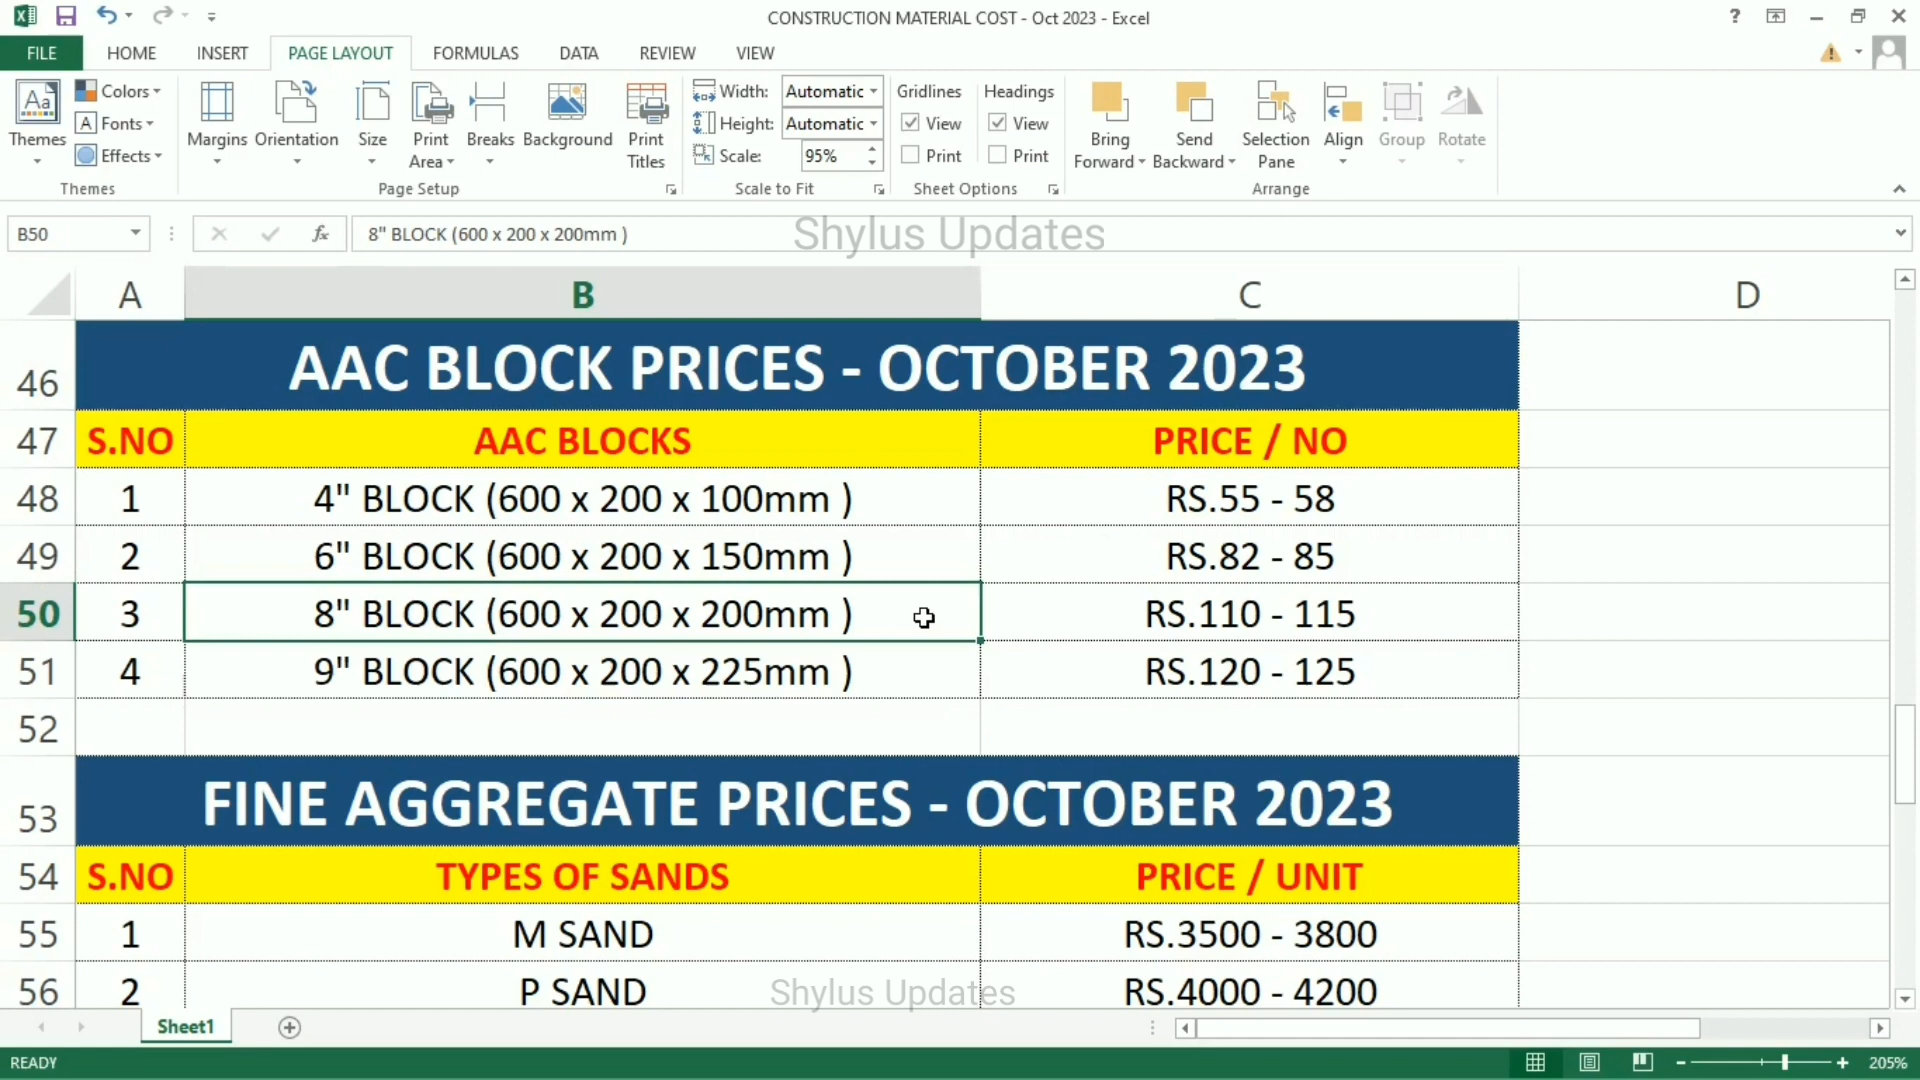 CONSTRUCTION MATERIAL COST - Oct 2023 - Excel
?
FILE HOME INSERT PAGE LAYOUT FORMULAS DATA REVIEW VIEW
Aa Colors Width: Automatic Gridlines Headings
A Fonts Height: Automatic View View
Themes Effects Margins Orientation Size Print Area Breaks Background Print Titles Scale: 95% Print Print Bring Forward Send Backward Selection Pane Align Group Rotate
Themes Page Setup Scale to Fit Sheet Options Arrange
B50 fx 8" BLOCK (600 x 200 x 200mm )
Shylus Updates
A B C D
46 AAC BLOCK PRICES - OCTOBER 2023
47 S.NO AAC BLOCKS PRICE / NO
48 1 4" BLOCK (600 x 200 x 100mm ) RS.55 - 58
49 2 6" BLOCK (600 x 200 x 150mm ) RS.82 - 85
50 3 8" BLOCK (600 x 200 x 200mm ) RS.110 - 115
51 4 9" BLOCK (600 x 200 x 225mm ) RS.120 - 125
52
53 FINE AGGREGATE PRICES - OCTOBER 2023
54 S.NO TYPES OF SANDS PRICE / UNIT
55 1 M SAND RS.3500 - 3800
56 2 P SAND RS.4000 - 4200
Shylus Updates
Sheet1
READY 205%